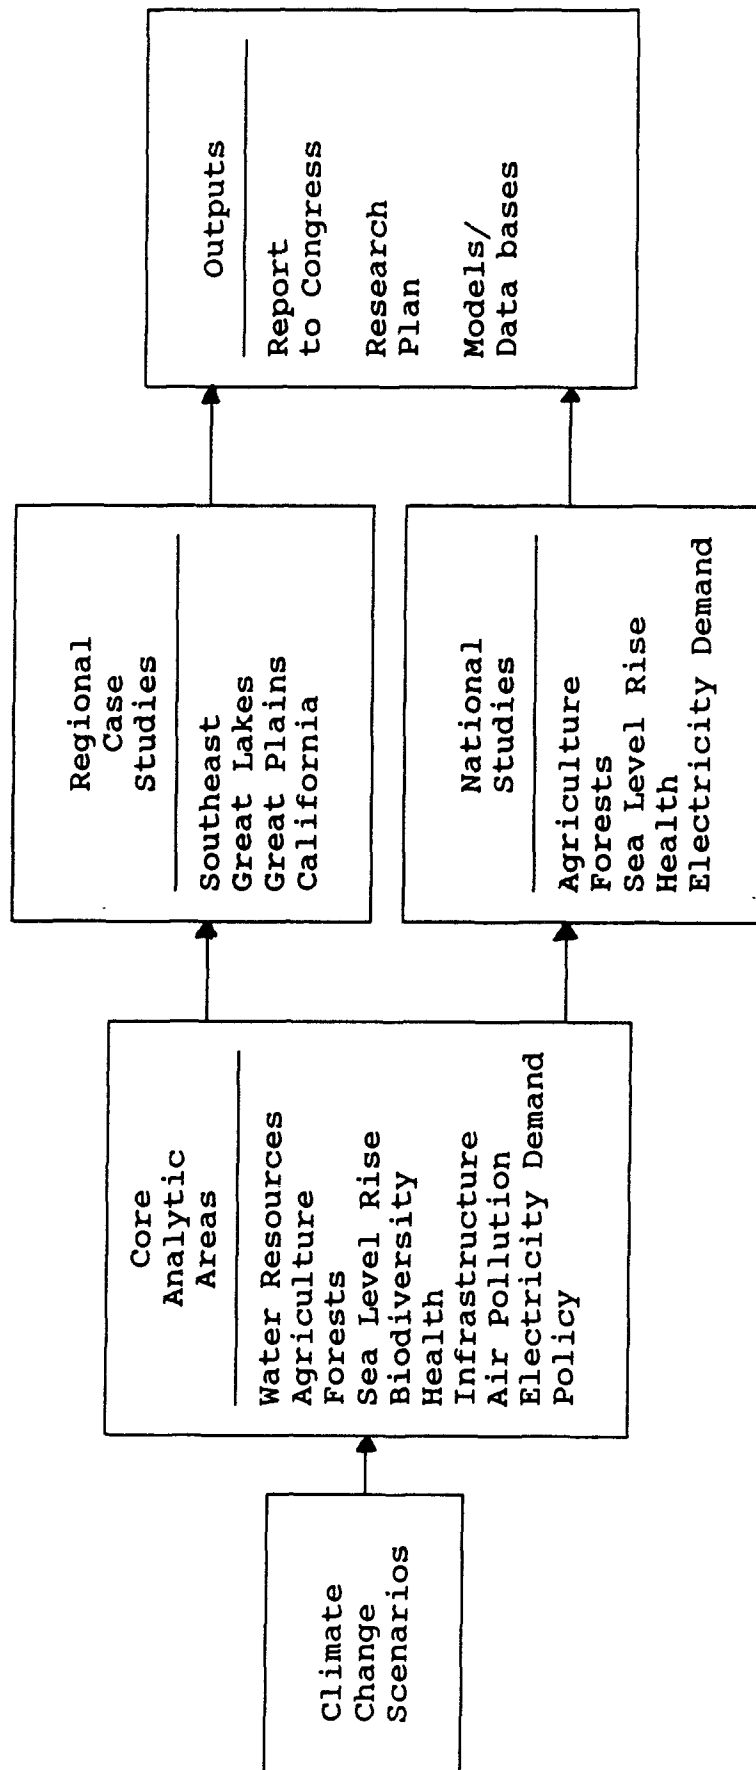 Climate
Change
Scenarios
Core
Analytic
Areas
Water Resources
Agriculture
Forests
Sea Level Rise
Biodiversity
Health
Infrastructure
Air Pollution
Electricity Demand
Policy
Regional
Case
Studies
Southeast
Great Lakes
Great Plains
California
National
Studies
Agriculture
Forests
Sea Level Rise
Health
Electricity Demand
Outputs
Report
to Congress
Research
Plan
Models/
Data bases